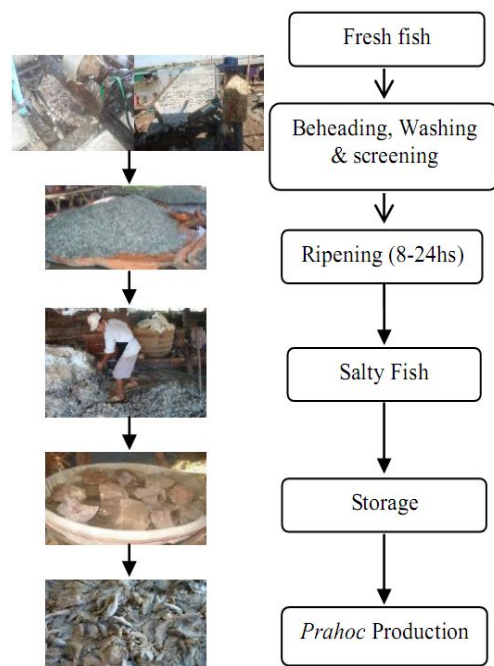 Fresh fish
Beheading, Washing
& screening
Ripening (8-24hs)
Salty Fish
Storage
Prahoc Production